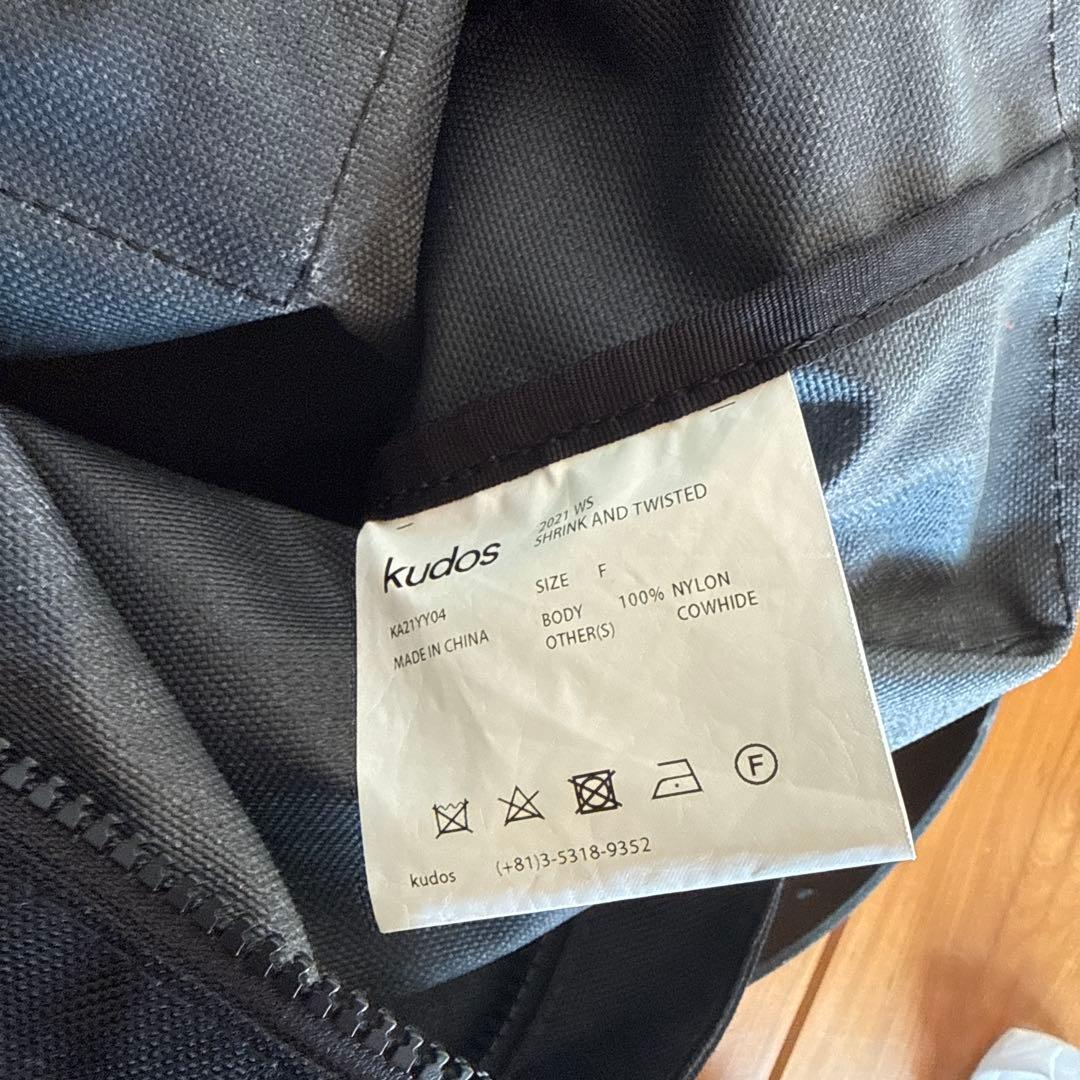 kudos
KA21YY04
MADE IN CHINA
2021 WS
SHRINK AND TWISTED
SIZE F
BODY 100% NYLON
OTHER(S) COWHIDE
F
kudos (+81)3-5318-9352